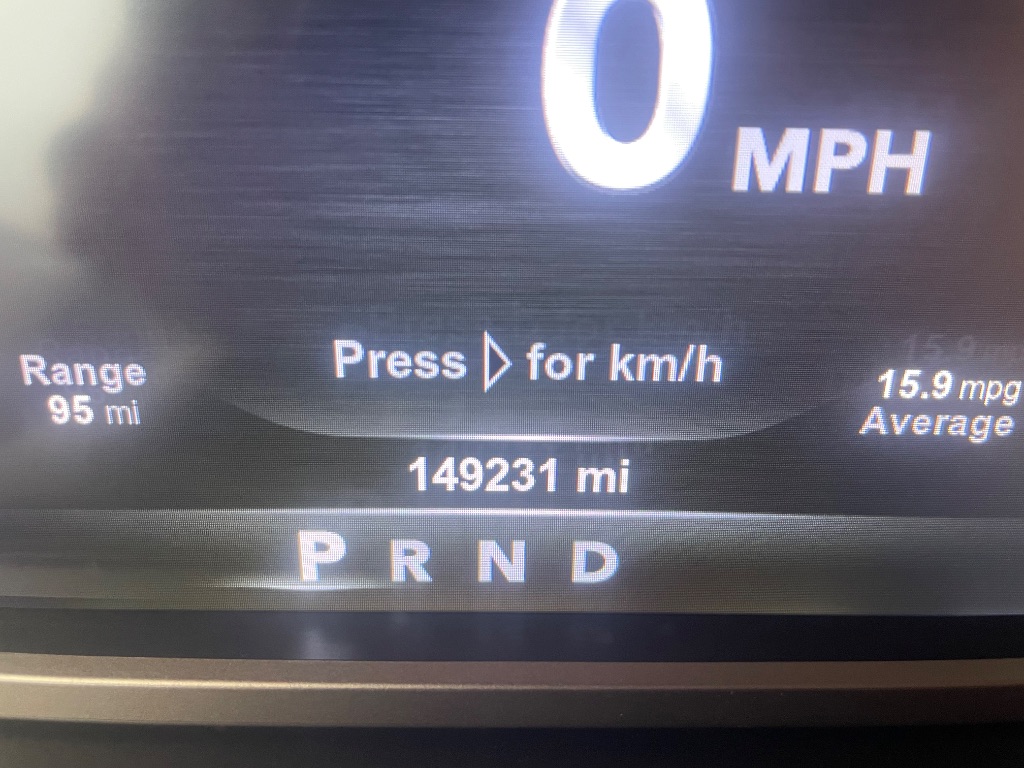 0 MPH
Press ▷ for km/h
Range
95 mi
15.9 mpg
Average
149231 mi
P R N D